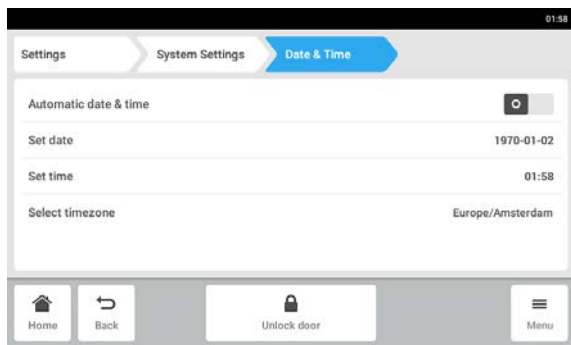 01:58
Settings System Settings Date & Time
Automatic date & time
Set date 1970-01-02
Set time 01:58
Select timezone Europe/Amsterdam
Home Back Unlock door Menu